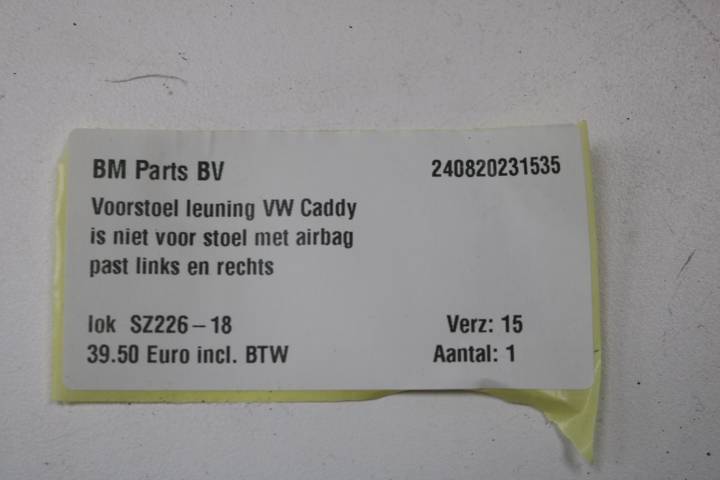 BM Parts BV 240820231535
Voorstoel leuning VW Caddy
is niet voor stoel met airbag
past links en rechts
lok SZ226-18 Verz: 15
39.50 Euro incl. BTW Aantal: 1